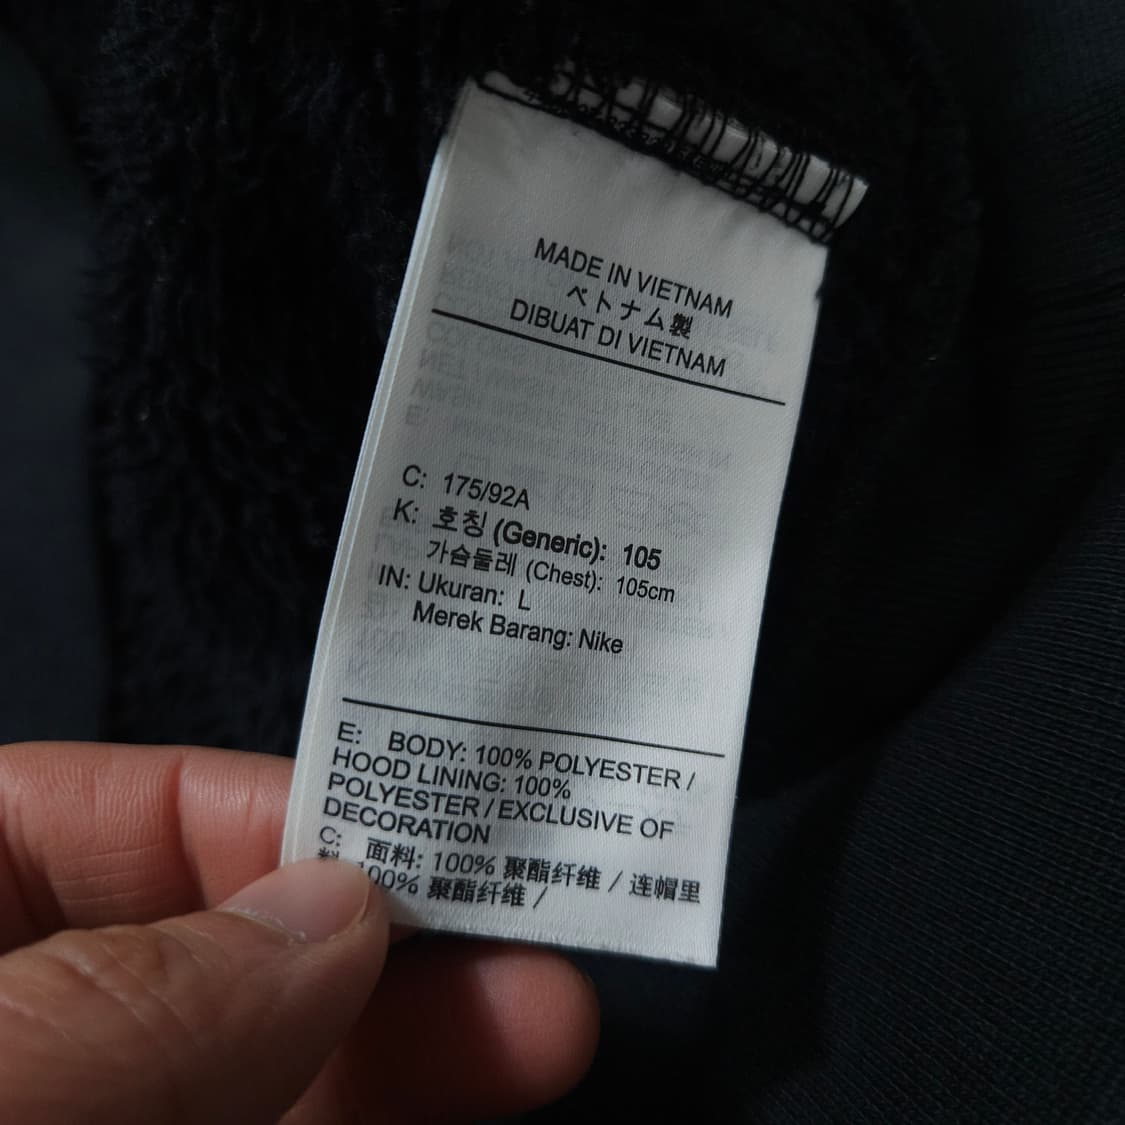 MADE IN VIETNAM
ベトナム製
DIBUAT DI VIETNAM
C: 175/92A
K: 호칭 (Generic): 105
가슴둘레 (Chest): 105cm
IN: Ukuran: L
Merek Barang: Nike
E: BODY: 100% POLYESTER /
HOOD LINING: 100%
POLYESTER / EXCLUSIVE OF
DECORATION
C: 面料: 100% 聚酯纤维 / 连帽里
料: 100% 聚酯纤维 /